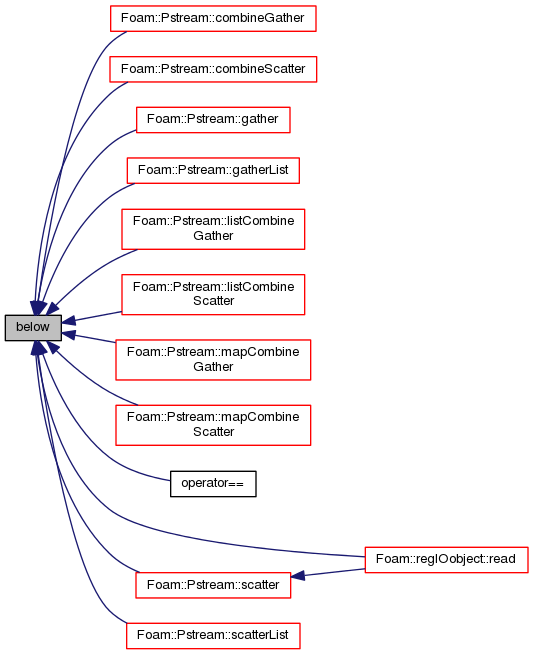 Foam::Pstream::combineGather
Foam::Pstream::combineScatter
Foam::Pstream::gather
Foam::Pstream::gatherList
Foam::Pstream::listCombine
Gather
Foam::Pstream::listCombine
Scatter
below
Foam::Pstream::mapCombine
Gather
Foam::Pstream::mapCombine
Scatter
operator==
Foam::regIOobject::read
Foam::Pstream::scatter
Foam::Pstream::scatterList